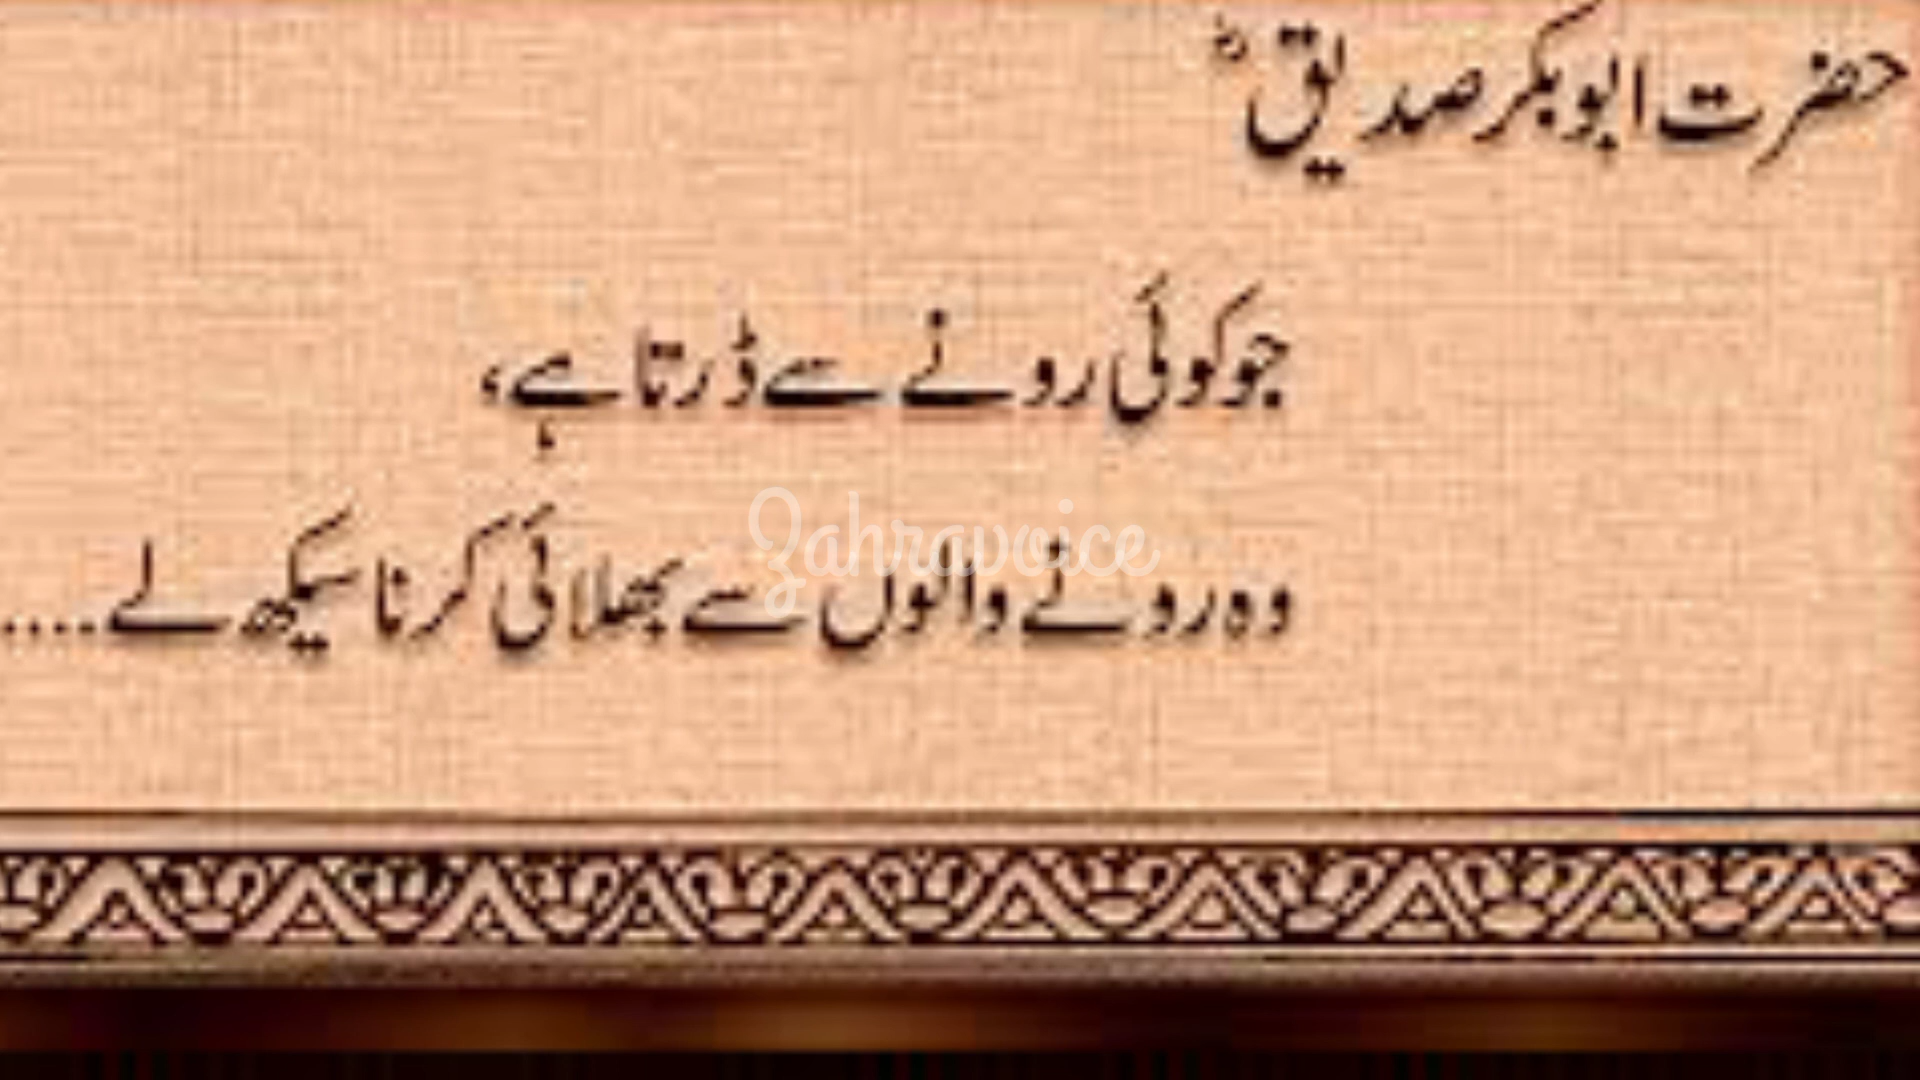 حضرت ابوبکر صدیق ؓ
جو کوئی رونے سے ڈرتا ہے،
وہ رونے والوں سے بھلائی کرنا سیکھ لے....
Zahravoice